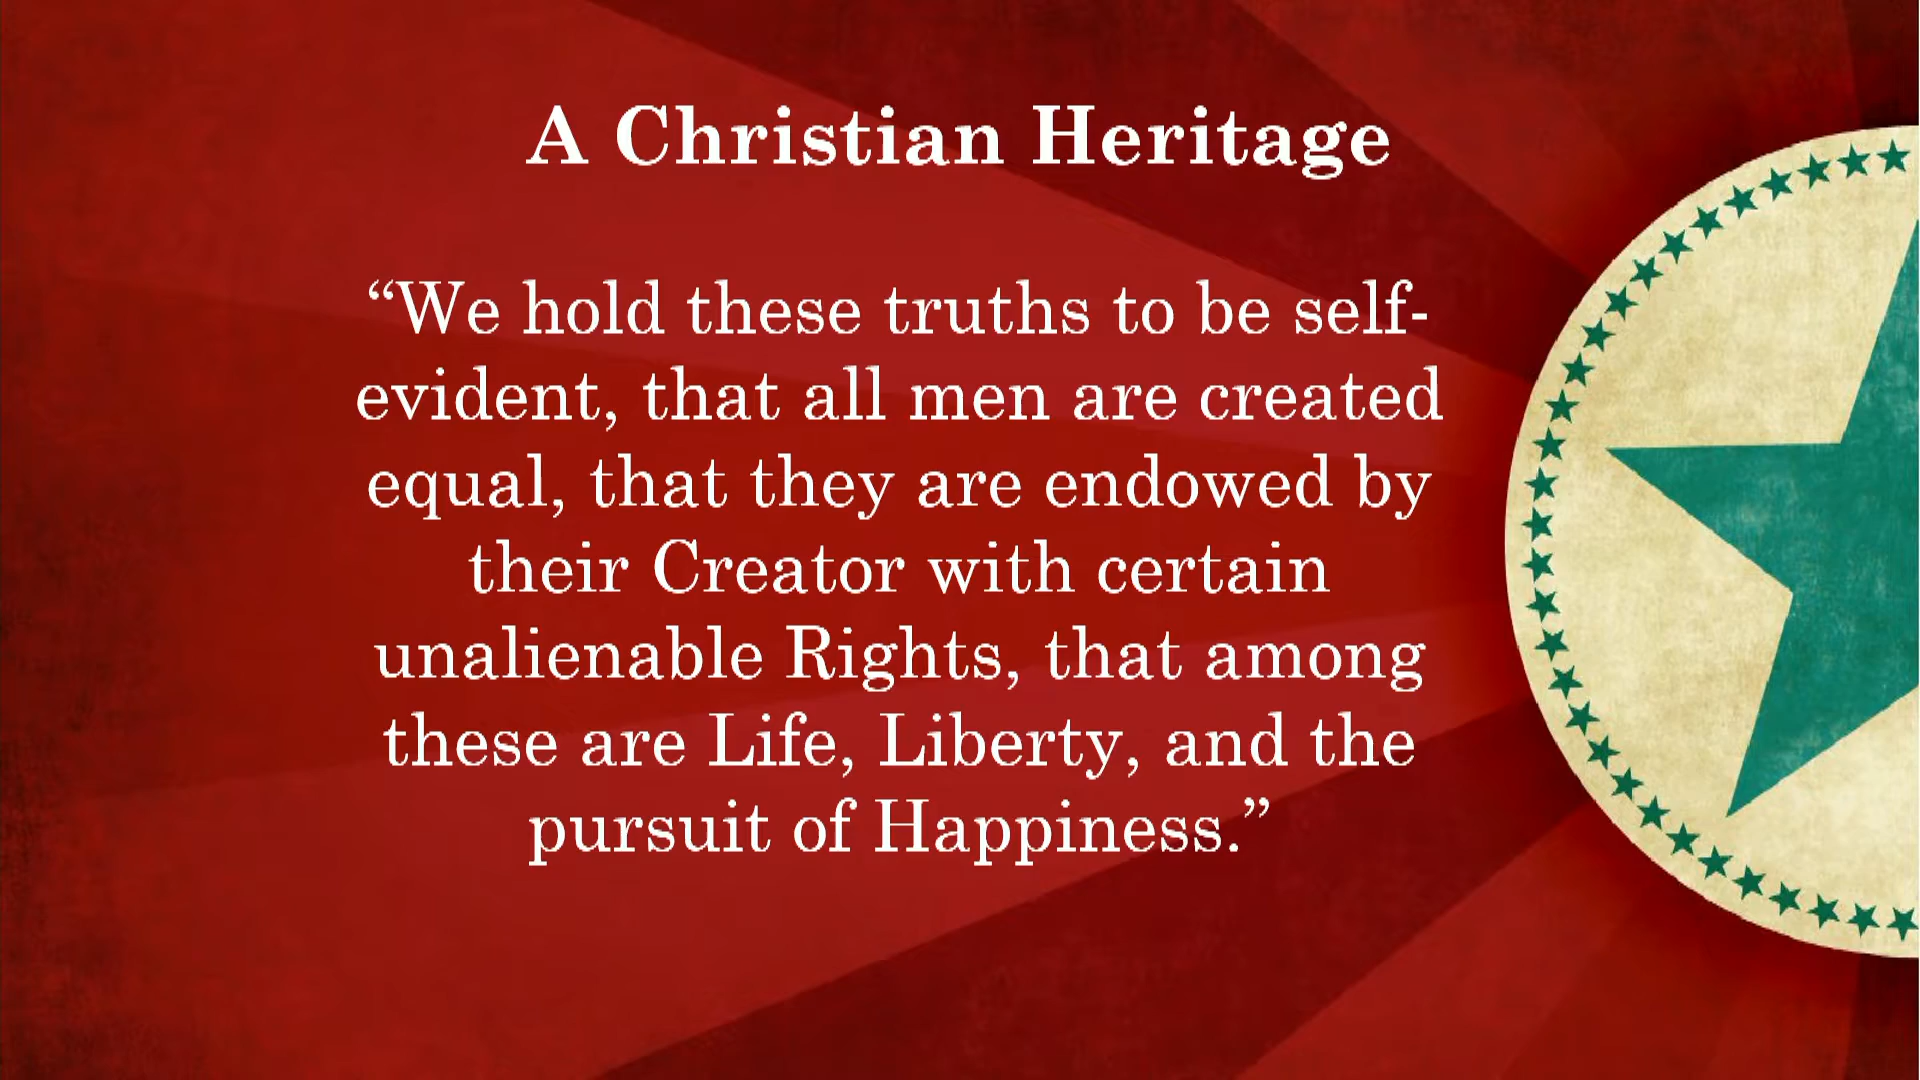 A Christian Heritage
“We hold these truths to be self-
evident, that all men are created
equal, that they are endowed by
their Creator with certain
unalienable Rights, that among
these are Life, Liberty, and the
pursuit of Happiness.”